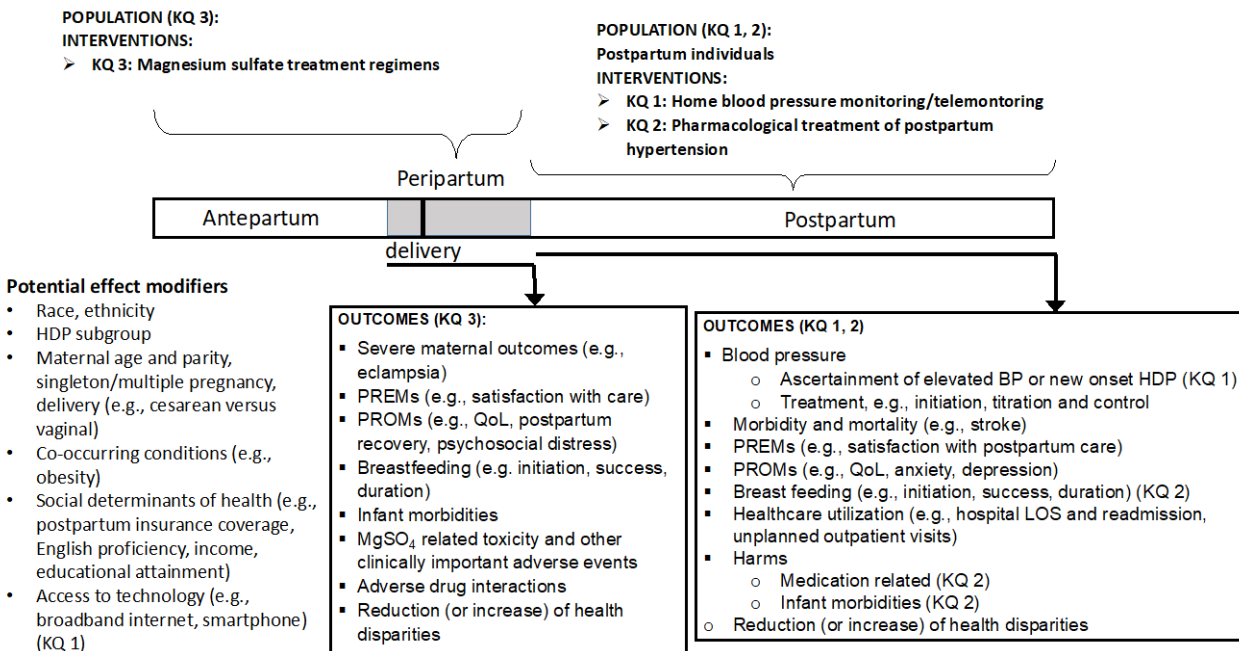 POPULATION (KQ 3):
INTERVENTIONS:
➢ KQ 3: Magnesium sulfate treatment regimens
POPULATION (KQ 1, 2):
Postpartum individuals
INTERVENTIONS:
➢ KQ 1: Home blood pressure monitoring/telemontoring
➢ KQ 2: Pharmacological treatment of postpartum
hypertension
Peripartum
Antepartum
Postpartum
delivery
Potential effect modifiers
• Race, ethnicity
• HDP subgroup
• Maternal age and parity,
singleton/multiple pregnancy,
delivery (e.g., cesarean versus
vaginal)
• Co-occurring conditions (e.g.,
obesity)
• Social determinants of health (e.g.,
postpartum insurance coverage,
English proficiency, income,
educational attainment)
• Access to technology (e.g.,
broadband internet, smartphone)
(KQ 1)
OUTCOMES (KQ 3):
▪ Severe maternal outcomes (e.g.,
eclampsia)
▪ PREMs (e.g., satisfaction with care)
▪ PROMs (e.g., QoL, postpartum
recovery, psychosocial distress)
▪ Breastfeeding (e.g. initiation, success,
duration)
▪ Infant morbidities
▪ MgSO₄ related toxicity and other
clinically important adverse events
▪ Adverse drug interactions
▪ Reduction (or increase) of health
disparities
OUTCOMES (KQ 1, 2)
▪ Blood pressure
o Ascertainment of elevated BP or new onset HDP (KQ 1)
o Treatment, e.g., initiation, titration and control
▪ Morbidity and mortality (e.g., stroke)
▪ PREMs (e.g., satisfaction with postpartum care)
▪ PROMs (e.g., QoL, anxiety, depression)
▪ Breast feeding (e.g., initiation, success, duration) (KQ 2)
▪ Healthcare utilization (e.g., hospital LOS and readmission,
unplanned outpatient visits)
▪ Harms
o Medication related (KQ 2)
o Infant morbidities (KQ 2)
o Reduction (or increase) of health disparities